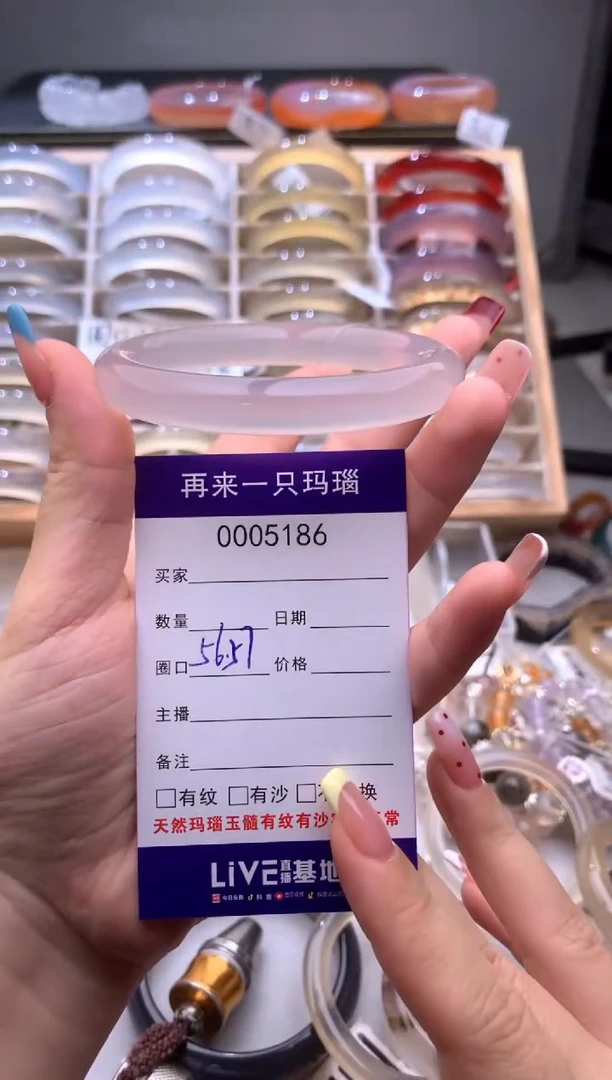 再来一只玛瑙
0005186
买家
数量 日期
圈口 56.57 价格
主播
备注
□有纹 □有沙 □ 换
天然玛瑙玉髓有纹有沙 常
LiVE直播基地